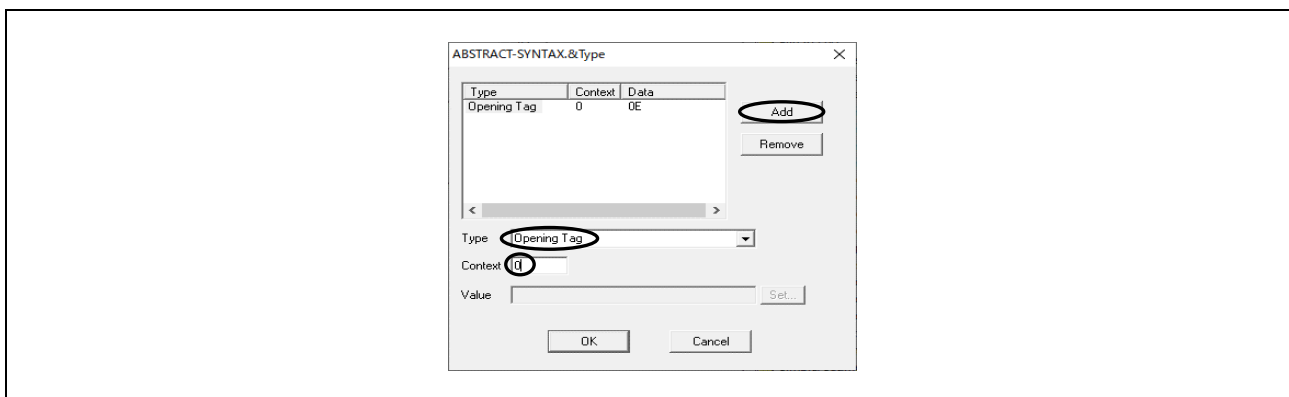 ABSTRACT-SYNTAX.&Type
Type Context Data
Opening Tag 0 0E
Add
Remove
Type Opening Tag
Context 0
Value Set...
OK Cancel